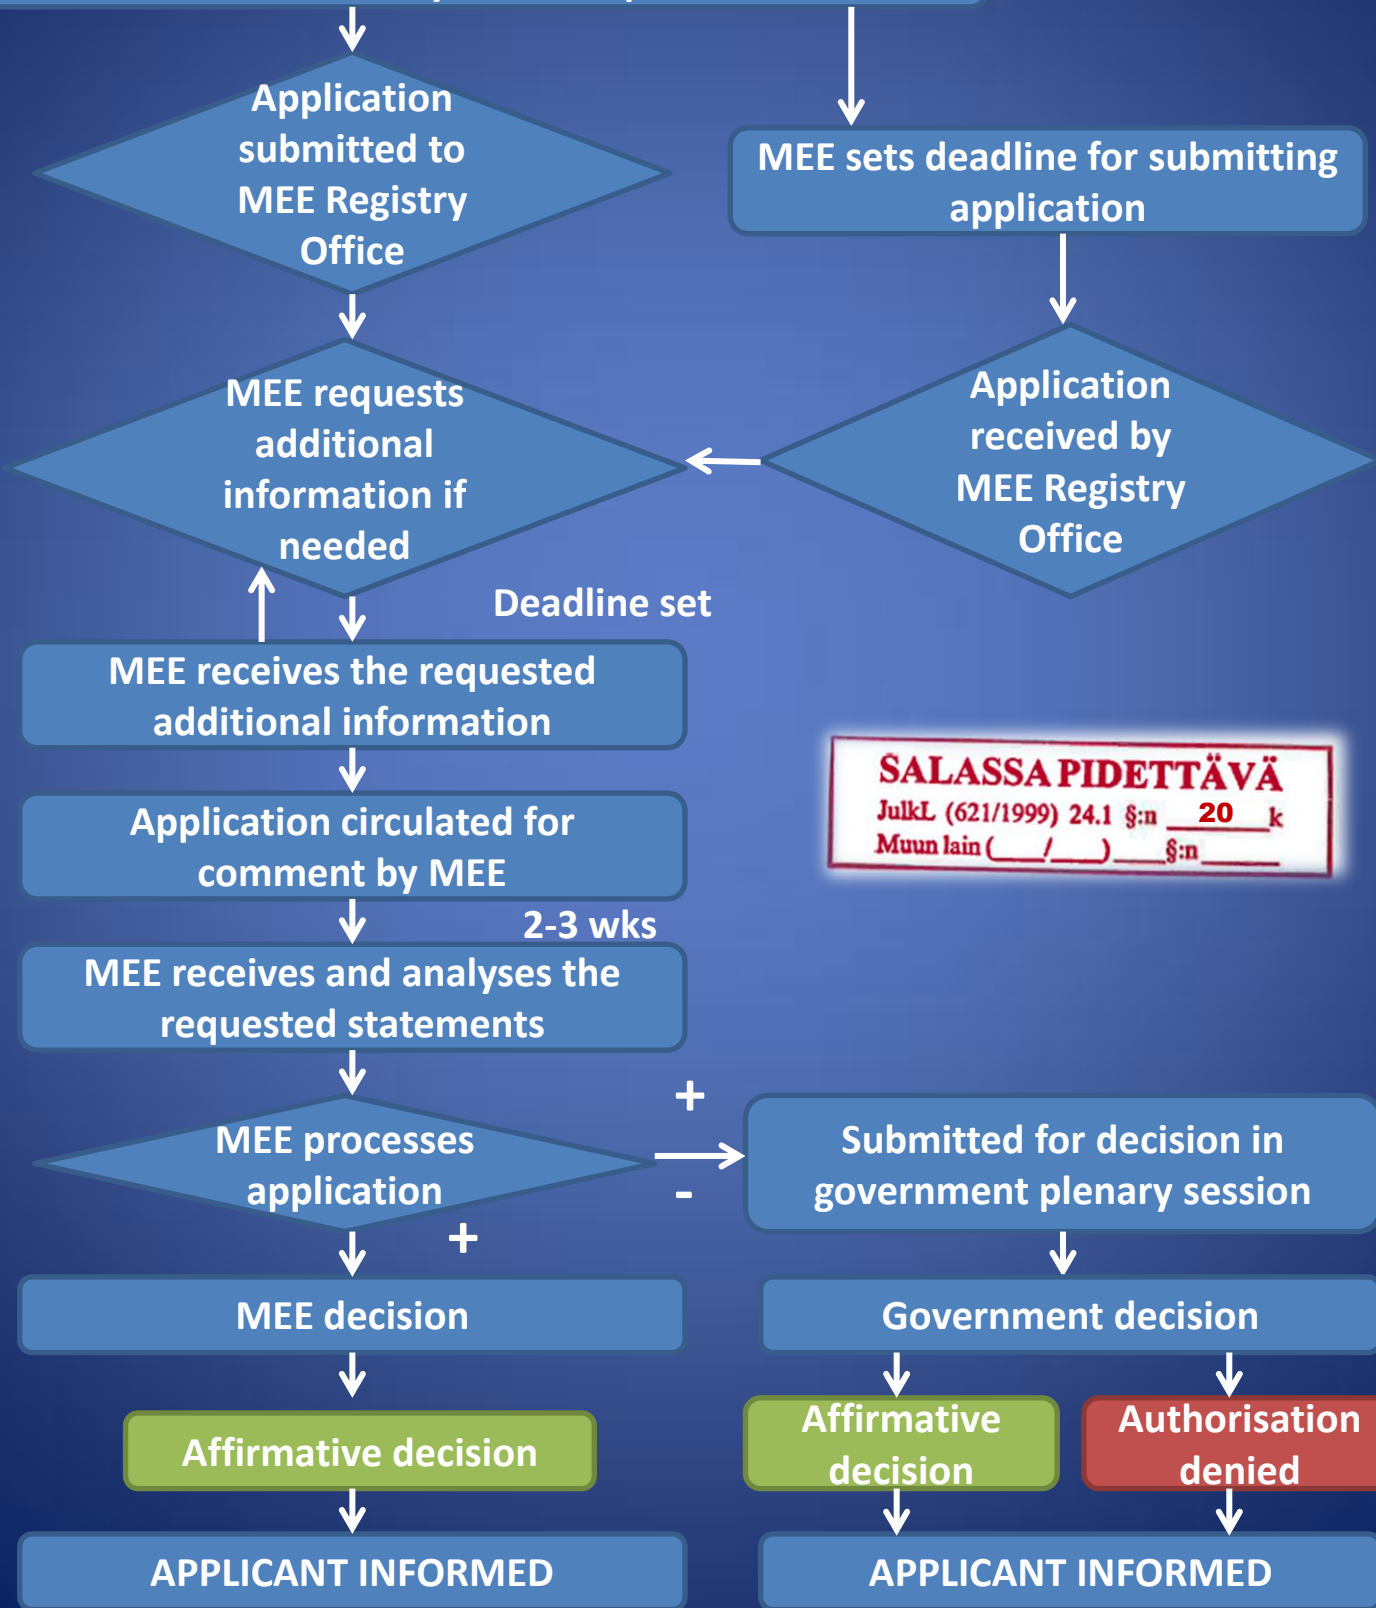 Application
submitted to
MEE Registry
Office
MEE sets deadline for submitting
application
MEE requests
additional
information if
needed
Application
received by
MEE Registry
Office
Deadline set
MEE receives the requested
additional information
SALASSA PIDETTÄVÄ
JulkL (621/1999) 24.1 §:n 20 k
Muun lain (___/___) ___§:n ______
Application circulated for
comment by MEE
2-3 wks
MEE receives and analyses the
requested statements
MEE processes
application
+
-
+
Submitted for decision in
government plenary session
MEE decision
Government decision
Affirmative decision
Affirmative
decision
Authorisation
denied
APPLICANT INFORMED
APPLICANT INFORMED